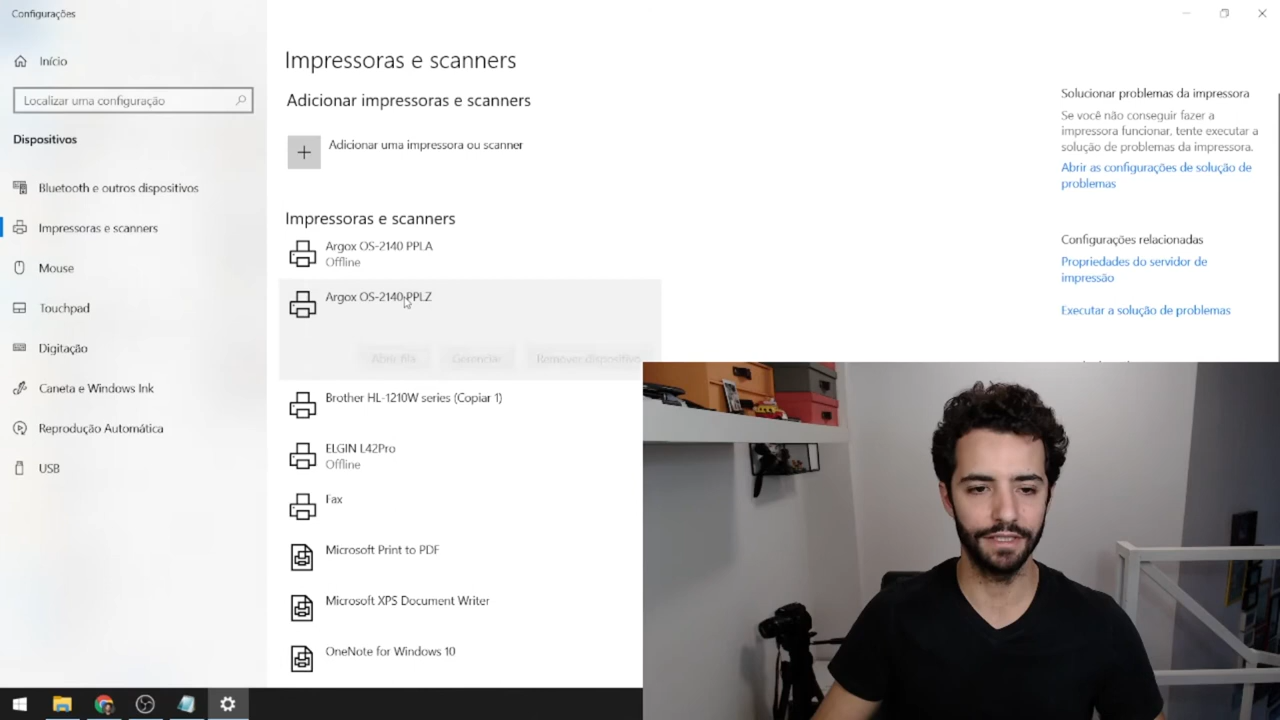 Configurações
Início
Localizar uma configuração
Dispositivos
Bluetooth e outros dispositivos
Impressoras e scanners
Mouse
Touchpad
Digitação
Caneta e Windows Ink
Reprodução Automática
USB
Impressoras e scanners
Adicionar impressoras e scanners
Adicionar uma impressora ou scanner
Impressoras e scanners
Argox OS-2140 PPLA
Offline
Argox OS-2140 PPLZ
Abrir fila
Gerenciar
Remover dispositivo
Brother HL-1210W series (Copiar 1)
ELGIN L42Pro
Offline
Fax
Microsoft Print to PDF
Microsoft XPS Document Writer
OneNote for Windows 10
Solucionar problemas da impressora
Se você não conseguir fazer a
impressora funcionar, tente executar a
solução de problemas da impressora.
Abrir as configurações de solução de
problemas
Configurações relacionadas
Propriedades do servidor de
impressão
Executar a solução de problemas